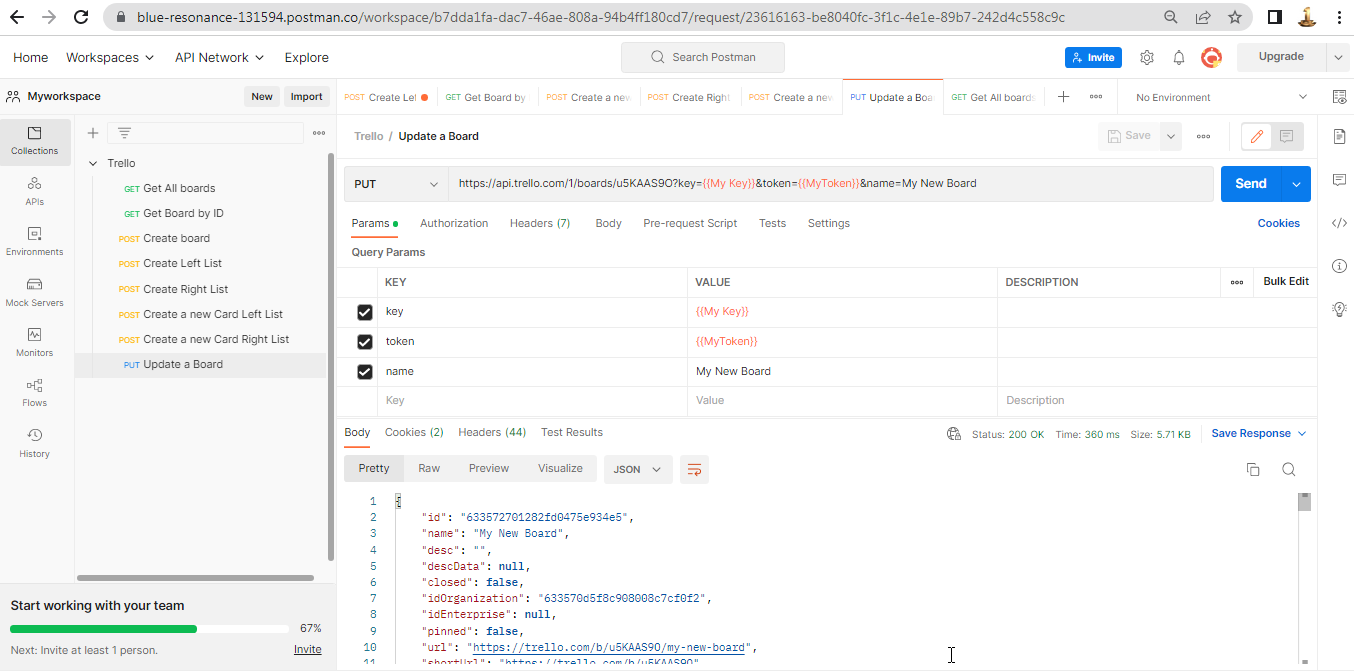 blue-resonance-131594.postman.co/workspace/b7dda1fa-dac7-46ae-808a-94b4ff180cd7/request/23616163-be8040fc-3f1c-4e1e-89b7-242d4c558c9c
Home Workspaces API Network Explore Search Postman Invite Upgrade
Myworkspace New Import POST Create Lef GET Get Board by POST Create a new POST Create Right POST Create a new PUT Update a Boa GET Get All boards No Environment
Collections
APIs
Environments
Mock Servers
Monitors
Flows
History
Trello
GET Get All boards
GET Get Board by ID
POST Create board
POST Create Left List
POST Create Right List
POST Create a new Card Left List
POST Create a new Card Right List
PUT Update a Board
Start working with your team
67%
Next: Invite at least 1 person. Invite
Trello / Update a Board Save
PUT https://api.trello.com/1/boards/u5KAAS9O?key={{My Key}}&token={{MyToken}}&name=My New Board Send
Params Authorization Headers (7) Body Pre-request Script Tests Settings Cookies
Query Params
KEY VALUE DESCRIPTION Bulk Edit
key {{My Key}}
token {{MyToken}}
name My New Board
Key Value Description
Body Cookies (2) Headers (44) Test Results Status: 200 OK Time: 360 ms Size: 5.71 KB Save Response
Pretty Raw Preview Visualize JSON
1 {
2 "id": "633572701282fd0475e934e5",
3 "name": "My New Board",
4 "desc": "",
5 "descData": null,
6 "closed": false,
7 "idOrganization": "633570d5f8c908008c7cf0f2",
8 "idEnterprise": null,
9 "pinned": false,
10 "url": "https://trello.com/b/u5KAAS9O/my-new-board",
11 "shortUrl": "https://trello.com/b/u5KAAS9O"